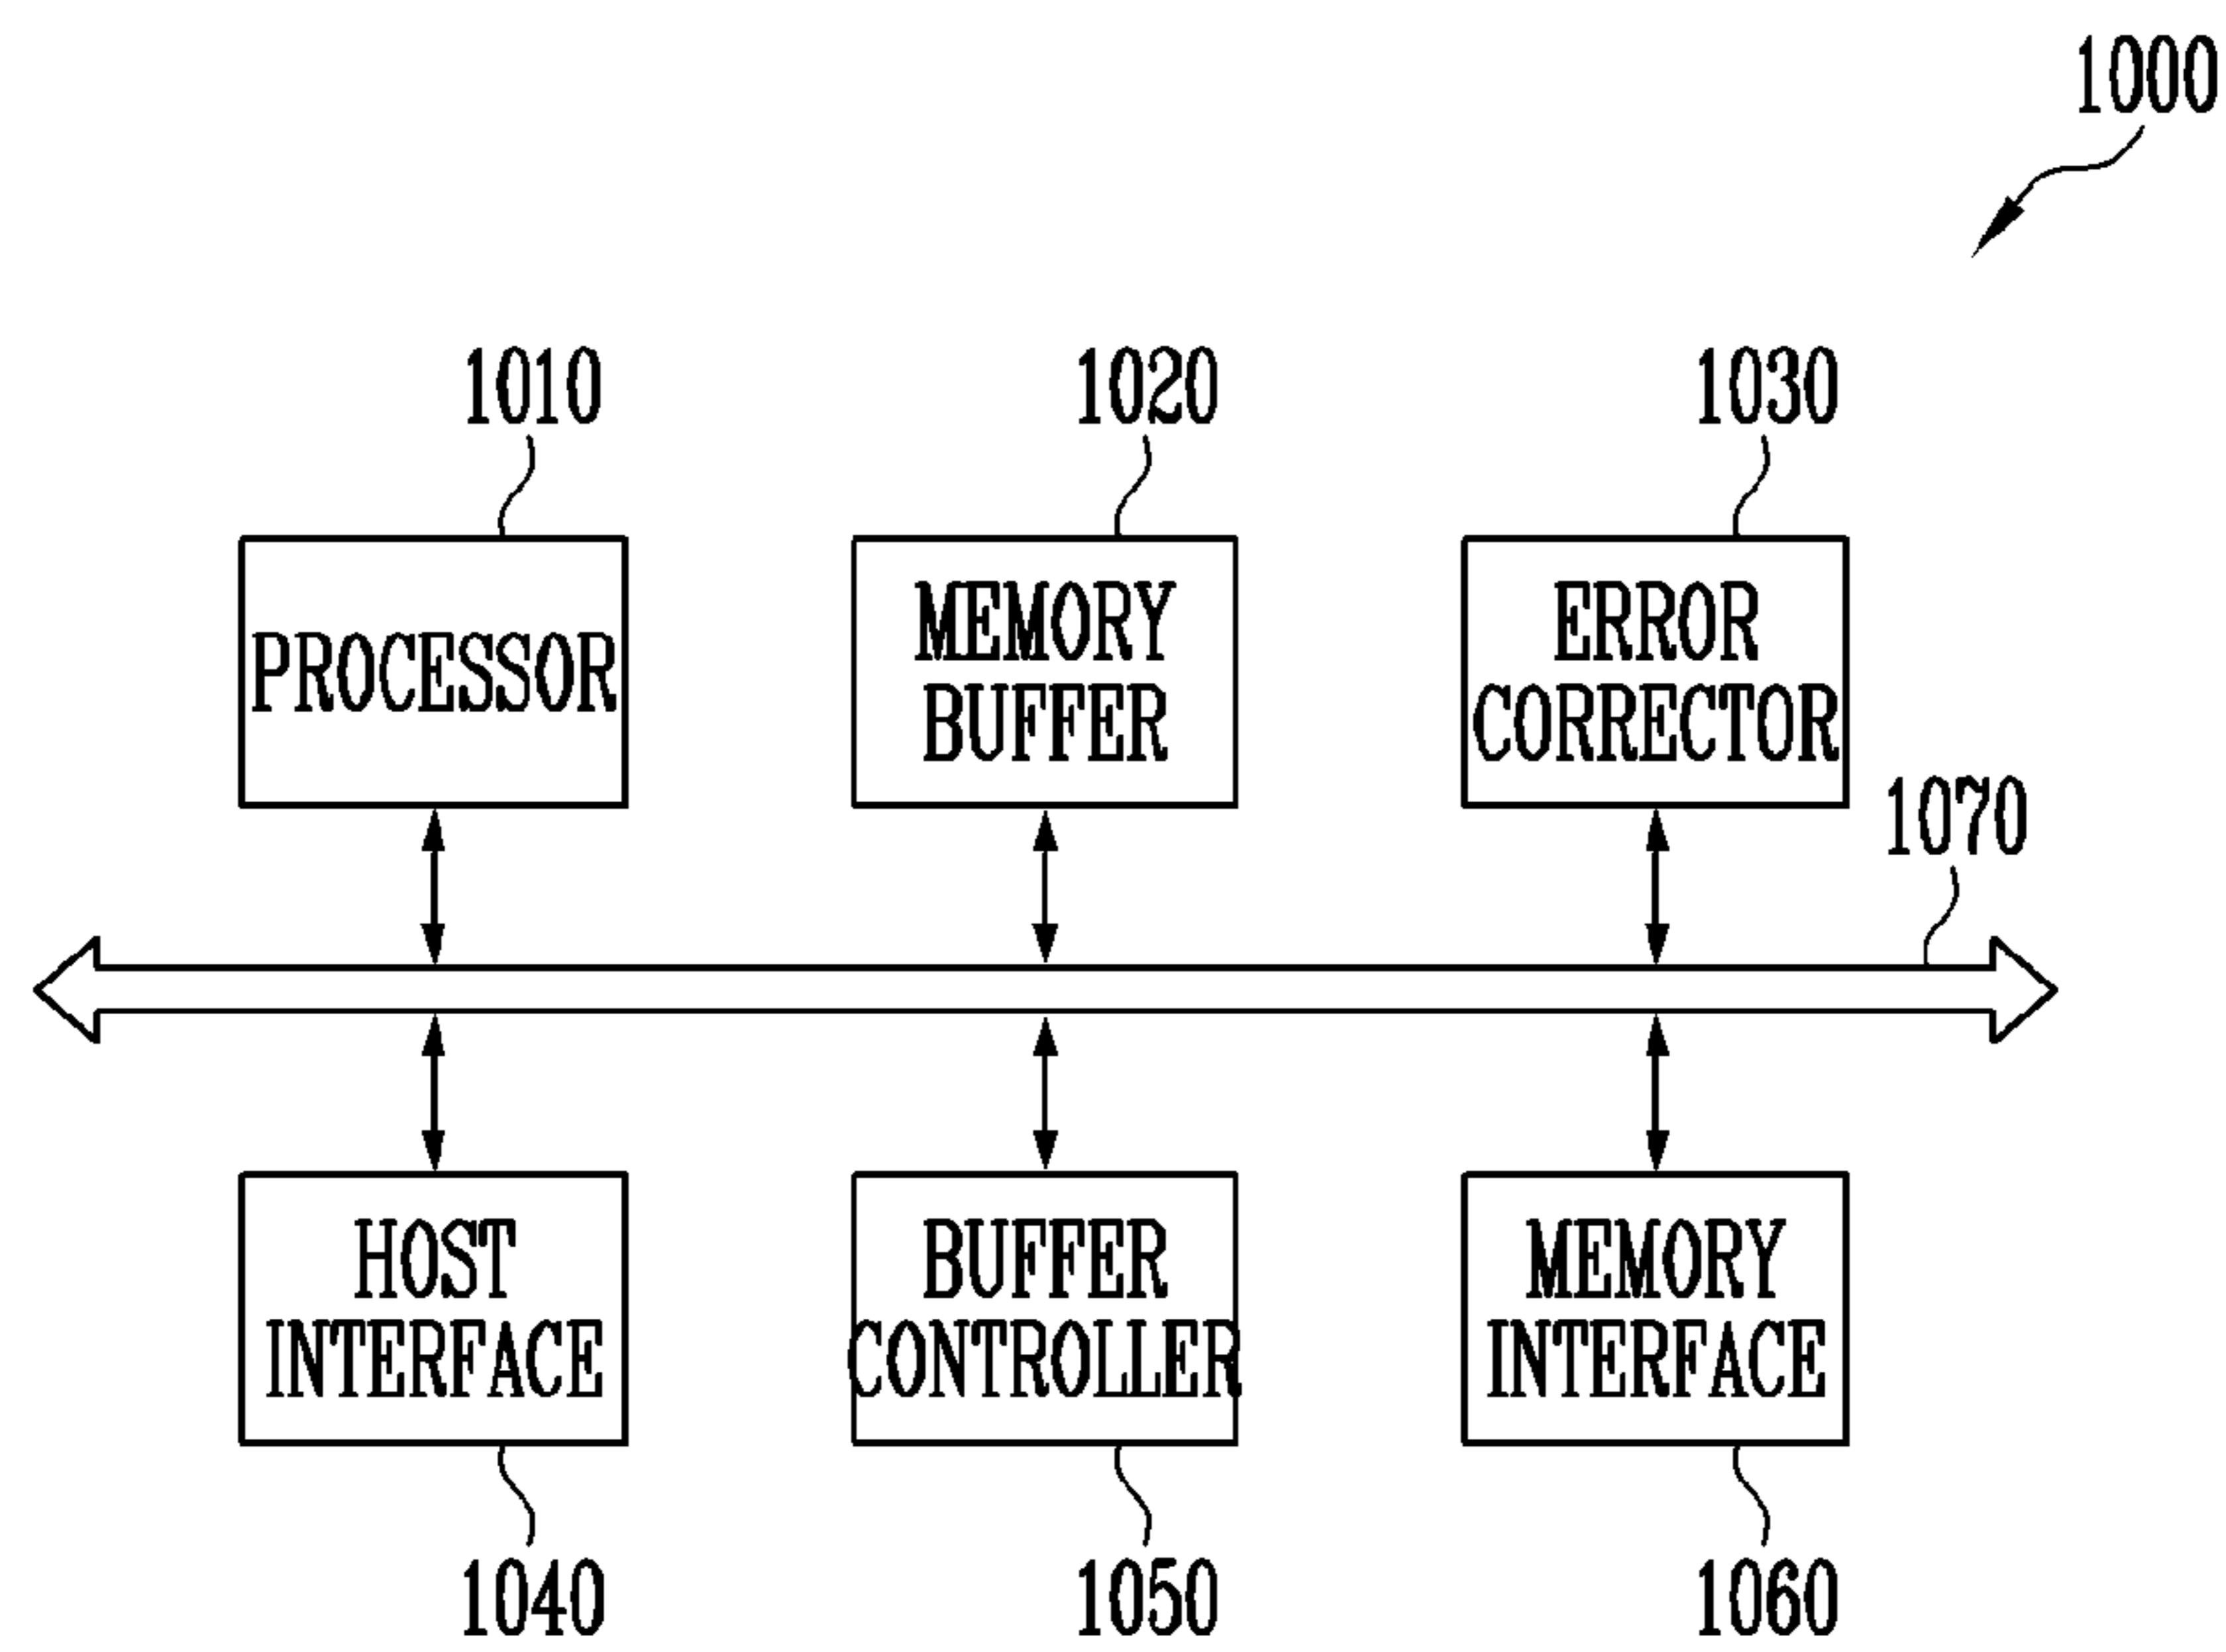 1000
1010
1020
1030
PROCESSOR
MEMORY
BUFFER
ERROR
CORRECTOR
1070
HOST
INTERFACE
BUFFER
CONTROLLER
MEMORY
INTERFACE
1040
1050
1060